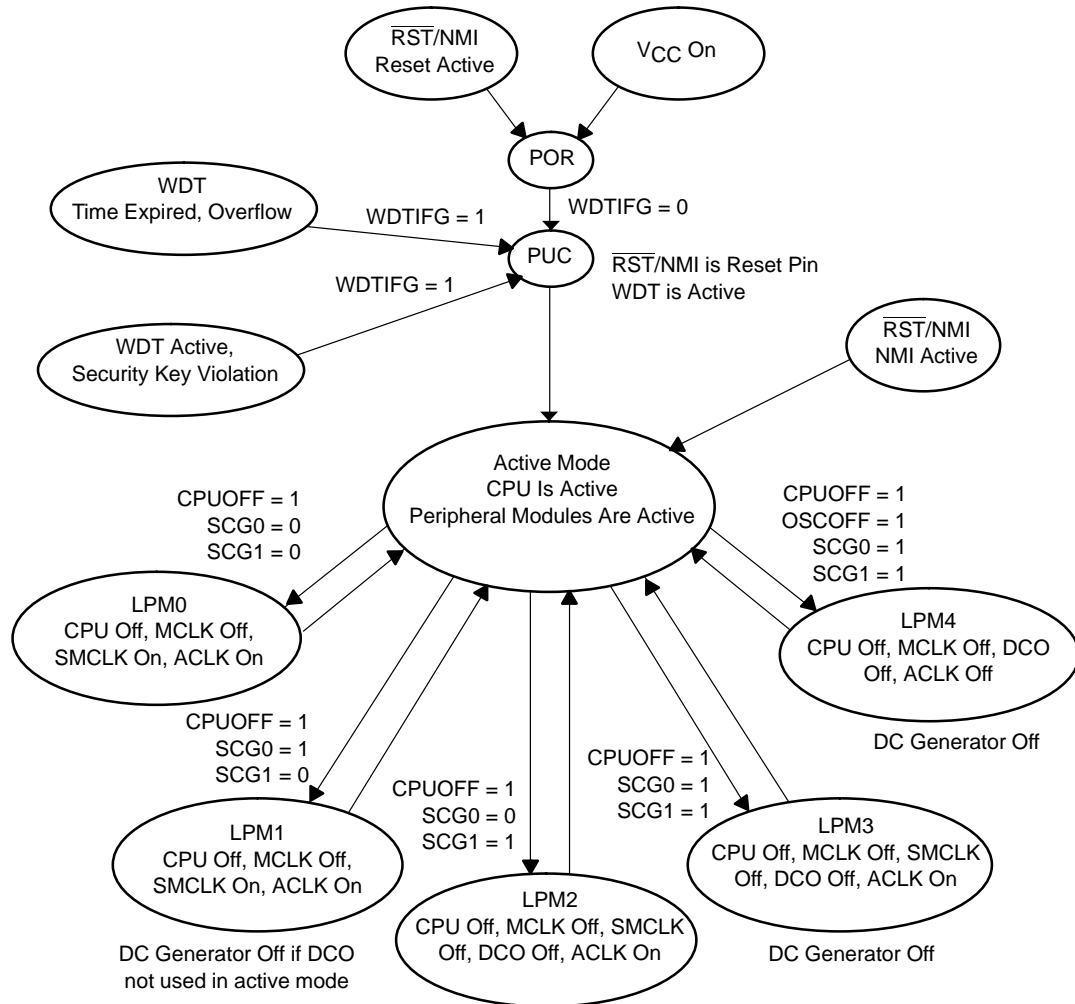 RST/NMI
Reset Active
VCC On
POR
WDTIFG = 0
WDT
Time Expired, Overflow
WDTIFG = 1
PUC
RST/NMI is Reset Pin
WDT is Active
WDTIFG = 1
WDT Active,
Security Key Violation
RST/NMI
NMI Active
Active Mode
CPU Is Active
Peripheral Modules Are Active
CPUOFF = 1
SCG0 = 0
SCG1 = 0
CPUOFF = 1
OSCOFF = 1
SCG0 = 1
SCG1 = 1
LPM0
CPU Off, MCLK Off,
SMCLK On, ACLK On
LPM4
CPU Off, MCLK Off, DCO
Off, ACLK Off
DC Generator Off
CPUOFF = 1
SCG0 = 1
SCG1 = 0
CPUOFF = 1
SCG0 = 0
SCG1 = 1
CPUOFF = 1
SCG0 = 1
SCG1 = 1
LPM1
CPU Off, MCLK Off,
SMCLK On, ACLK On
DC Generator Off if DCO
not used in active mode
LPM2
CPU Off, MCLK Off, SMCLK
Off, DCO Off, ACLK On
LPM3
CPU Off, MCLK Off, SMCLK
Off, DCO Off, ACLK On
DC Generator Off